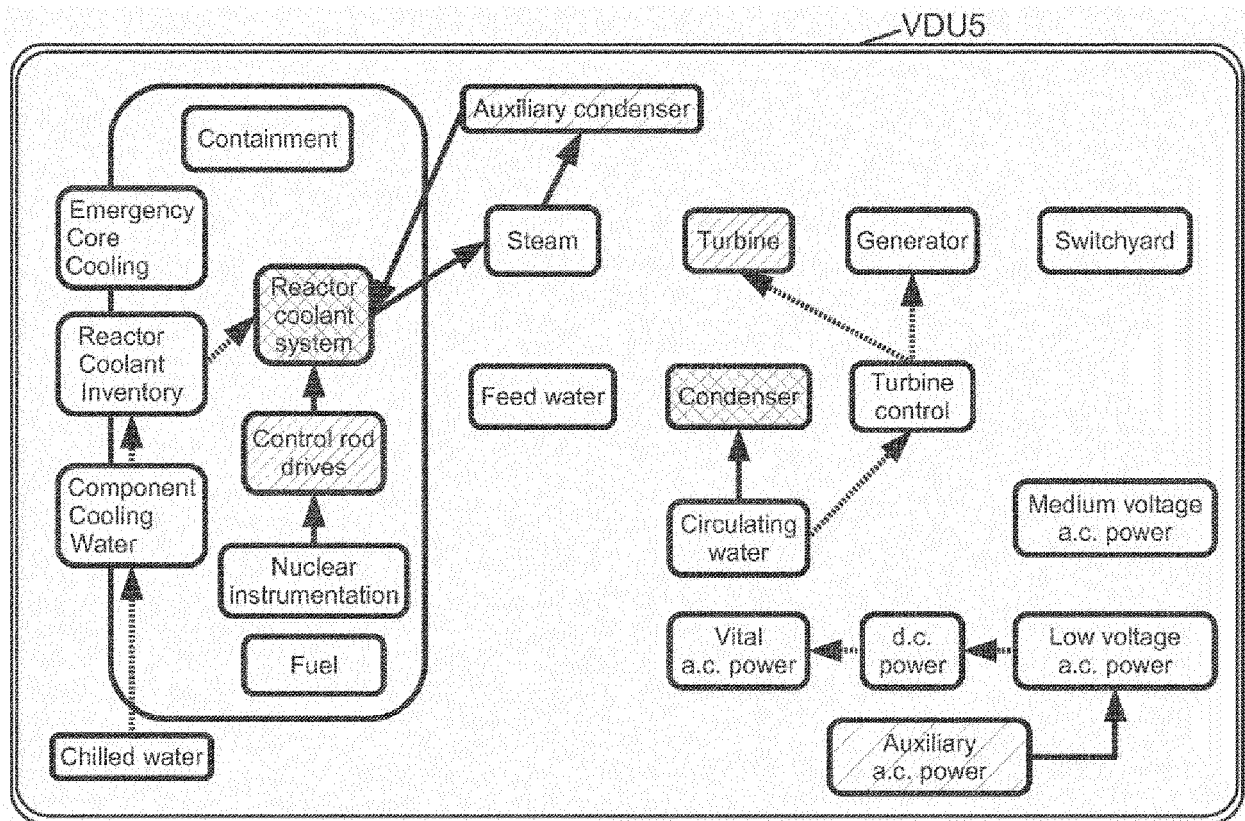 VDU5
Containment
Auxiliary condenser
Emergency
Core
Cooling
Steam
Turbine
Generator
Switchyard
Reactor
coolant
system
Reactor
Coolant
Inventory
Feed water
Condenser
Turbine
control
Control rod
drives
Component
Cooling
Water
Circulating
water
Medium voltage
a.c. power
Nuclear
instrumentation
Fuel
Vital
a.c. power
d.c.
power
Low voltage
a.c. power
Chilled water
Auxiliary
a.c. power